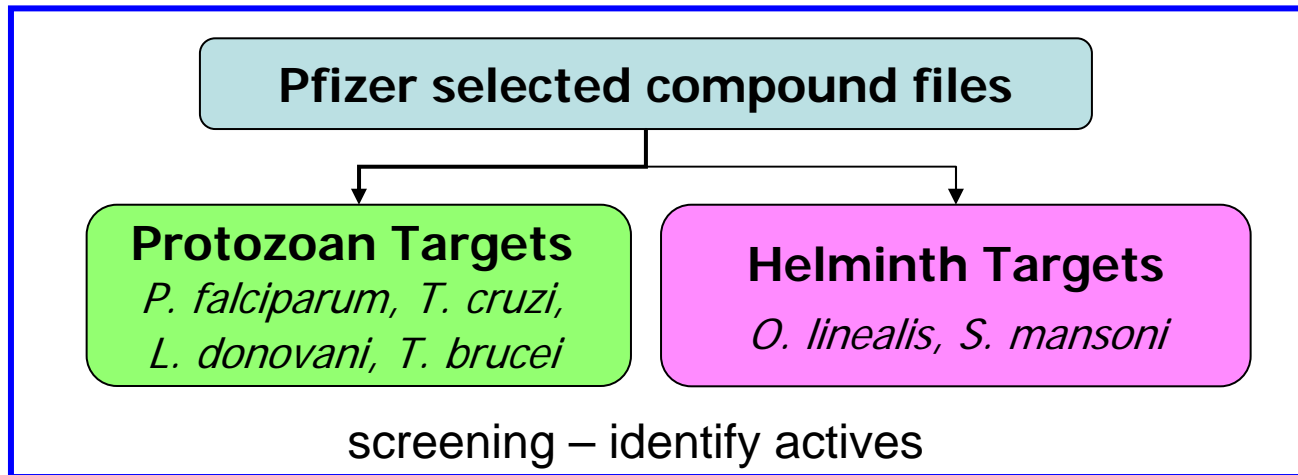 Pfizer selected compound files
Protozoan Targets
P. falciparum, T. cruzi,
L. donovani, T. brucei
Helminth Targets
O. linealis, S. mansoni
screening – identify actives